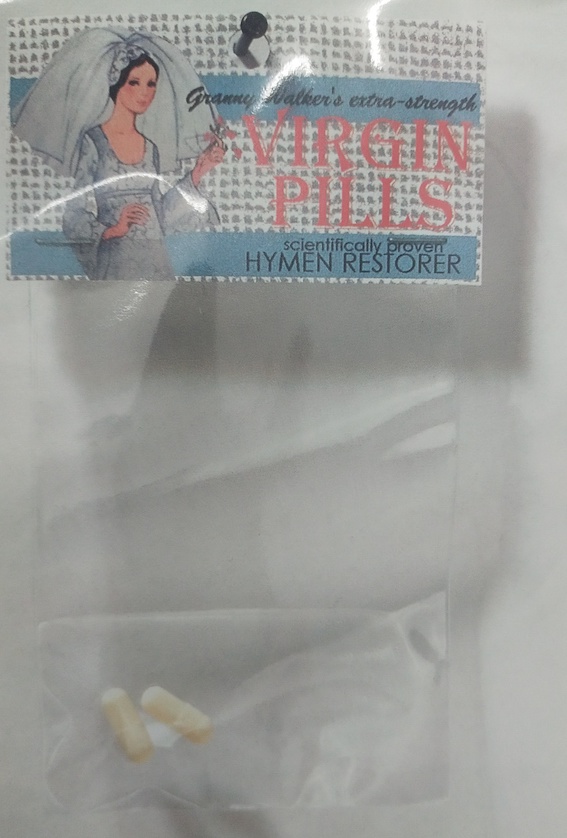 Granny Walker's extra-strength
VIRGIN
PILLS
scientifically proven
HYMEN RESTORER